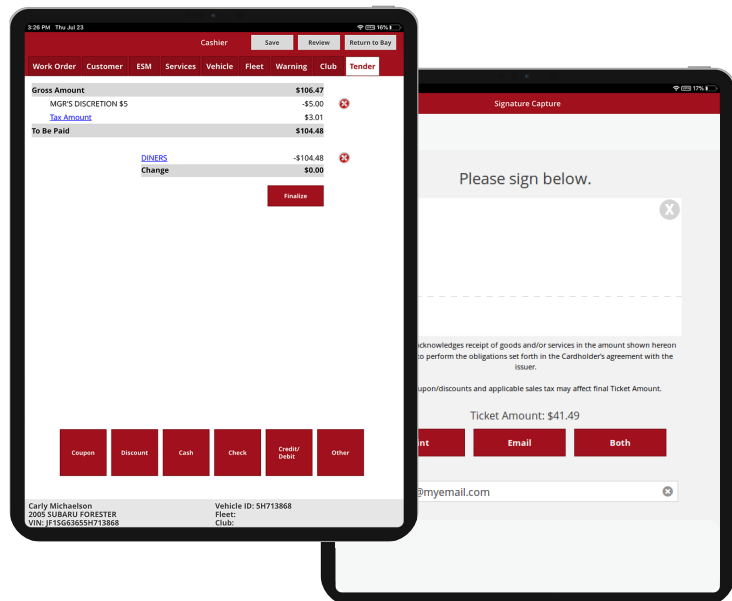 3:26 PM Thu Jul 23
16%
Cashier
Save
Review
Return to Bay
Work Order Customer ESM Services Vehicle Fleet Warning Club Tender
Gross Amount $106.47
MGR'S DISCRETION $5 -$5.00
Tax Amount $3.01
To Be Paid $104.48
DINERS -$104.48
Change $0.00
Finalize
Coupon
Discount
Cash
Check
Credit/
Debit
Other
Carly Michaelson
2005 SUBARU FORESTER
VIN: JF1SG63655H713868
Vehicle ID: 5H713868
Fleet:
Club:
17%
Signature Capture
Please sign below.
X
acknowledges receipt of goods and/or services in the amount shown hereon
to perform the obligations set forth in the Cardholder's agreement with the
issuer.
upon/discounts and applicable sales tax may affect final Ticket Amount.
Ticket Amount: $41.49
int
Email
Both
@myemail.com